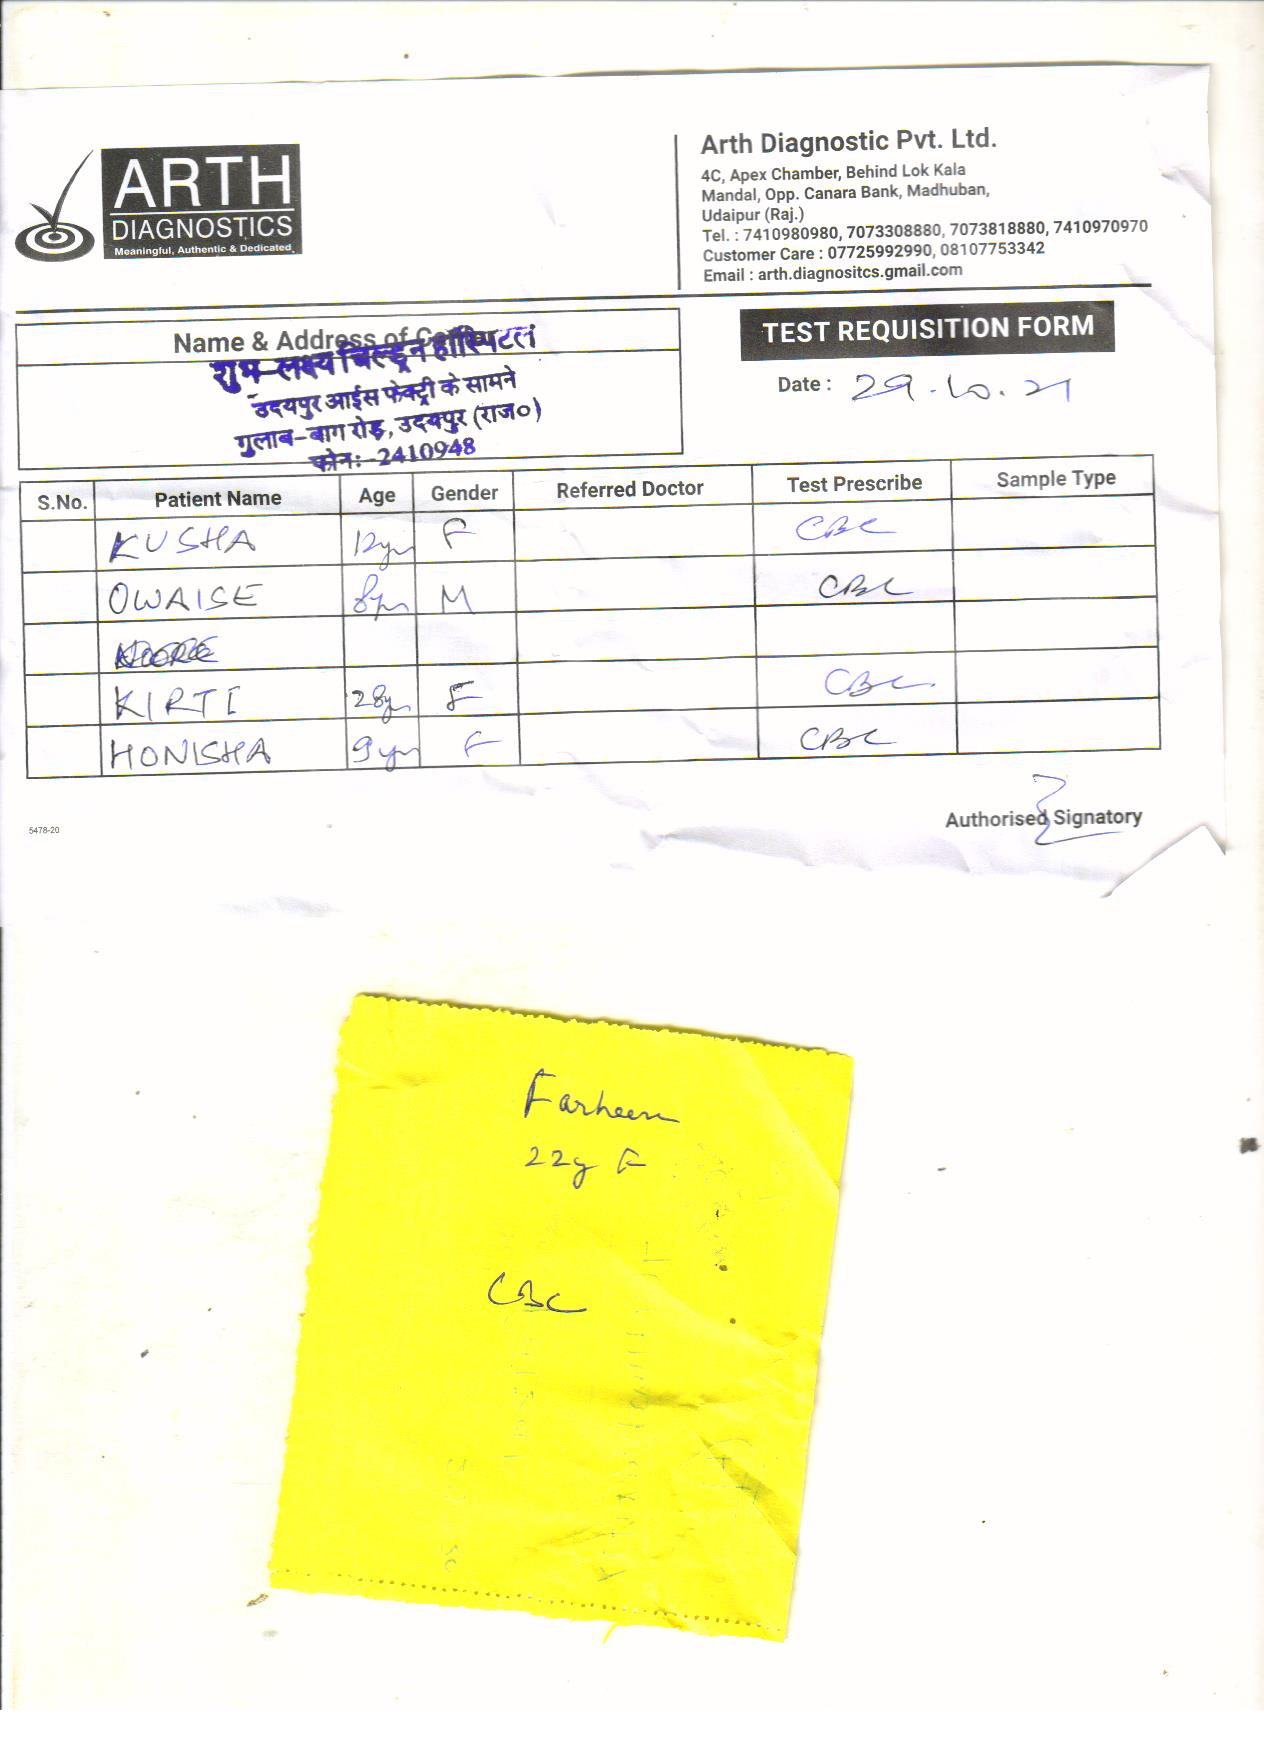 ARTH
DIAGNOSTICS
Meaningful, Authentic & Dedicated
Arth Diagnostic Pvt. Ltd.
4C, Apex Chamber, Behind Lok Kala
Mandal, Opp. Canara Bank, Madhuban,
Udaipur (Raj.)
Tel. : 7410980980, 7073308880, 7073818880, 7410970970
Customer Care : 07725992990, 08107753342
Email : arth.diagnositcs.gmail.com
Name & Address of
शुभ-लक्ष्य चिल्ड्रन हॉस्पिटल
उदयपुर आईस फेक्ट्री के सामने
गुलाब-बाग रोड़, उदयपुर (राज०)
फोन: -2410948
TEST REQUISITION FORM
Date : 29.10.21
S.No. Patient Name Age Gender Referred Doctor Test Prescribe Sample Type
KUSHA 12yr F CBC
OWAISE 8yr M CBC
KIRTI 28yr F CBC.
HONISHA 9yr F CBC
Authorised Signatory
5478-20
Farheen
22y F
CBC